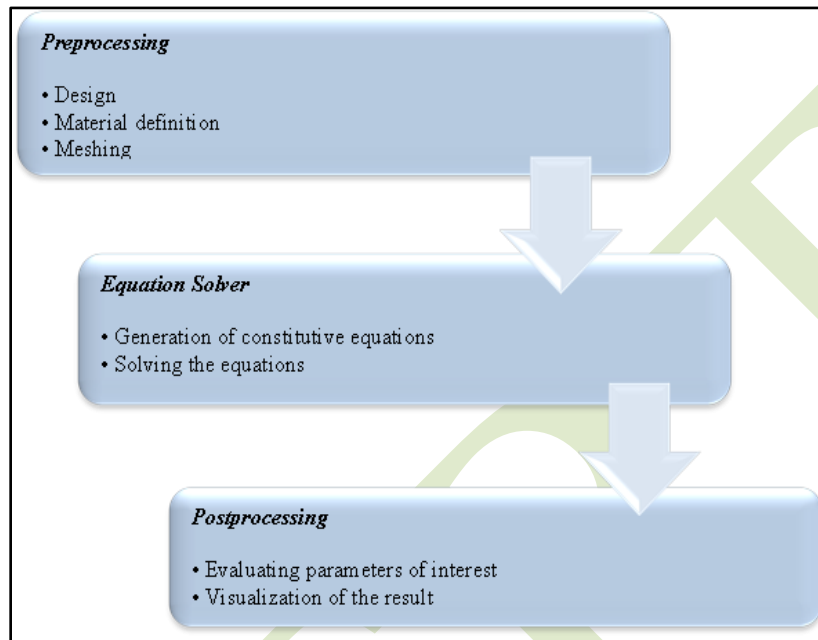 Preprocessing
• Design
• Material definition
• Meshing
Equation Solver
• Generation of constitutive equations
• Solving the equations
Postprocessing
• Evaluating parameters of interest
• Visualization of the result